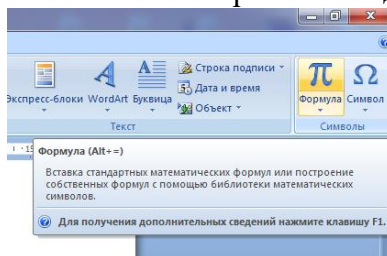 Строка подписи
Дата и время
Объект
Экспресс-блоки WordArt Буквица
Текст
π Ω
Формула Символ
Символы
Формула (Alt+=)
Вставка стандартных математических формул или построение
собственных формул с помощью библиотеки математических
символов.
Для получения дополнительных сведений нажмите клавишу F1.